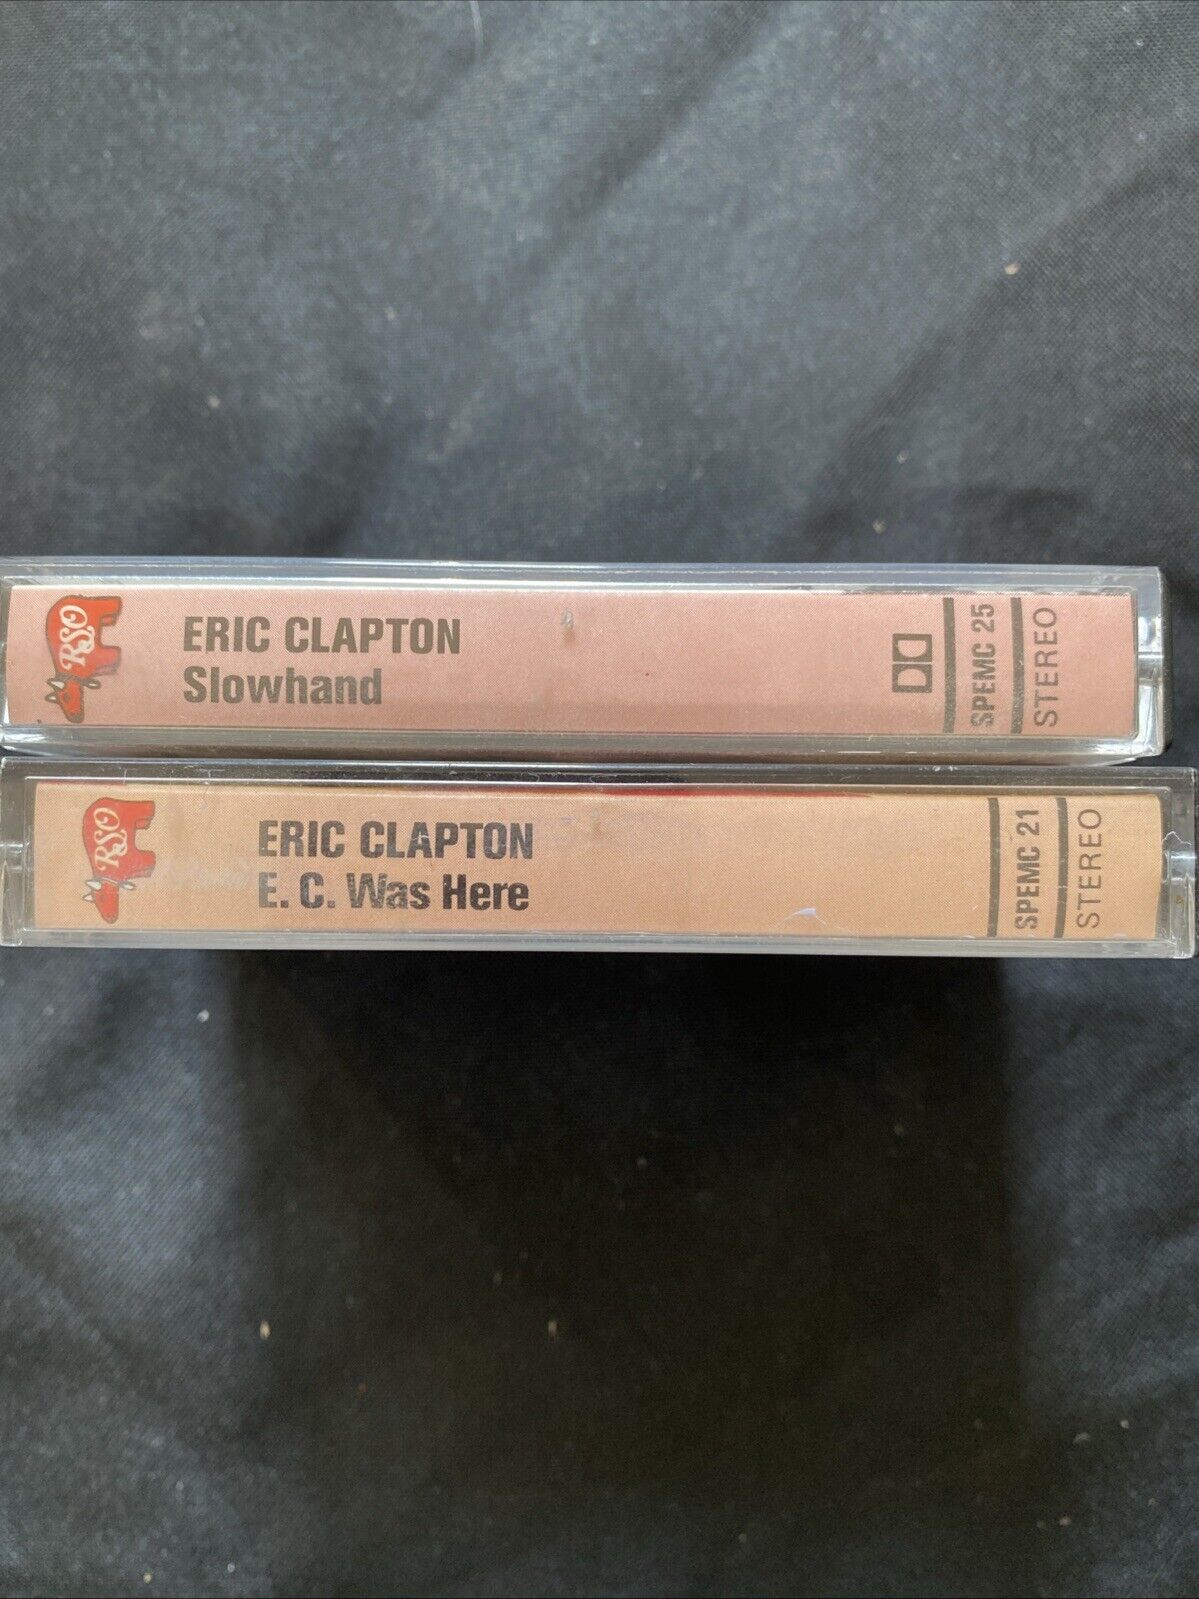 RSO
ERIC CLAPTON
Slowhand
SPEMC 25
STEREO
RSO
ERIC CLAPTON
E. C. Was Here
SPEMC 21
STEREO